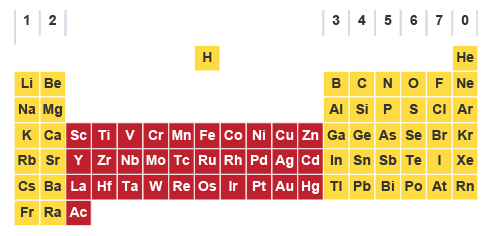 1 2 3 4 5 6 7 0
H He
Li Be B C N O F Ne
Na Mg Al Si P S Cl Ar
K Ca Sc Ti V Cr Mn Fe Co Ni Cu Zn Ga Ge As Se Br Kr
Rb Sr Y Zr Nb Mo Tc Ru Rh Pd Ag Cd In Sn Sb Te I Xe
Cs Ba La Hf Ta W Re Os Ir Pt Au Hg Tl Pb Bi Po At Rn
Fr Ra Ac